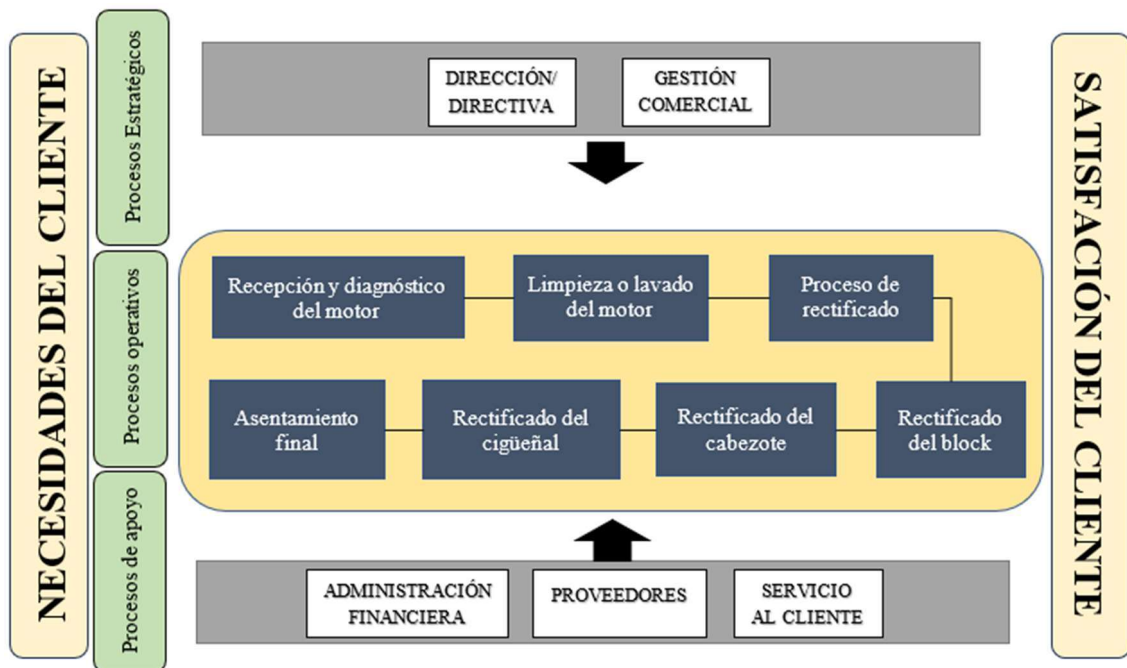 NECESIDADES DEL CLIENTE
Procesos Estratégicos
DIRECCIÓN/
DIRECTIVA
GESTIÓN
COMERCIAL
Procesos operativos
Recepción y diagnóstico
del motor
Limpieza o lavado
del motor
Proceso de
rectificado
Rectificado
del block
Rectificado del
cabezote
Rectificado del
cigüeñal
Asentamiento
final
Procesos de apoyo
ADMINISTRACIÓN
FINANCIERA
PROVEEDORES
SERVICIO
AL CLIENTE
SATISFACCIÓN DEL CLIENTE